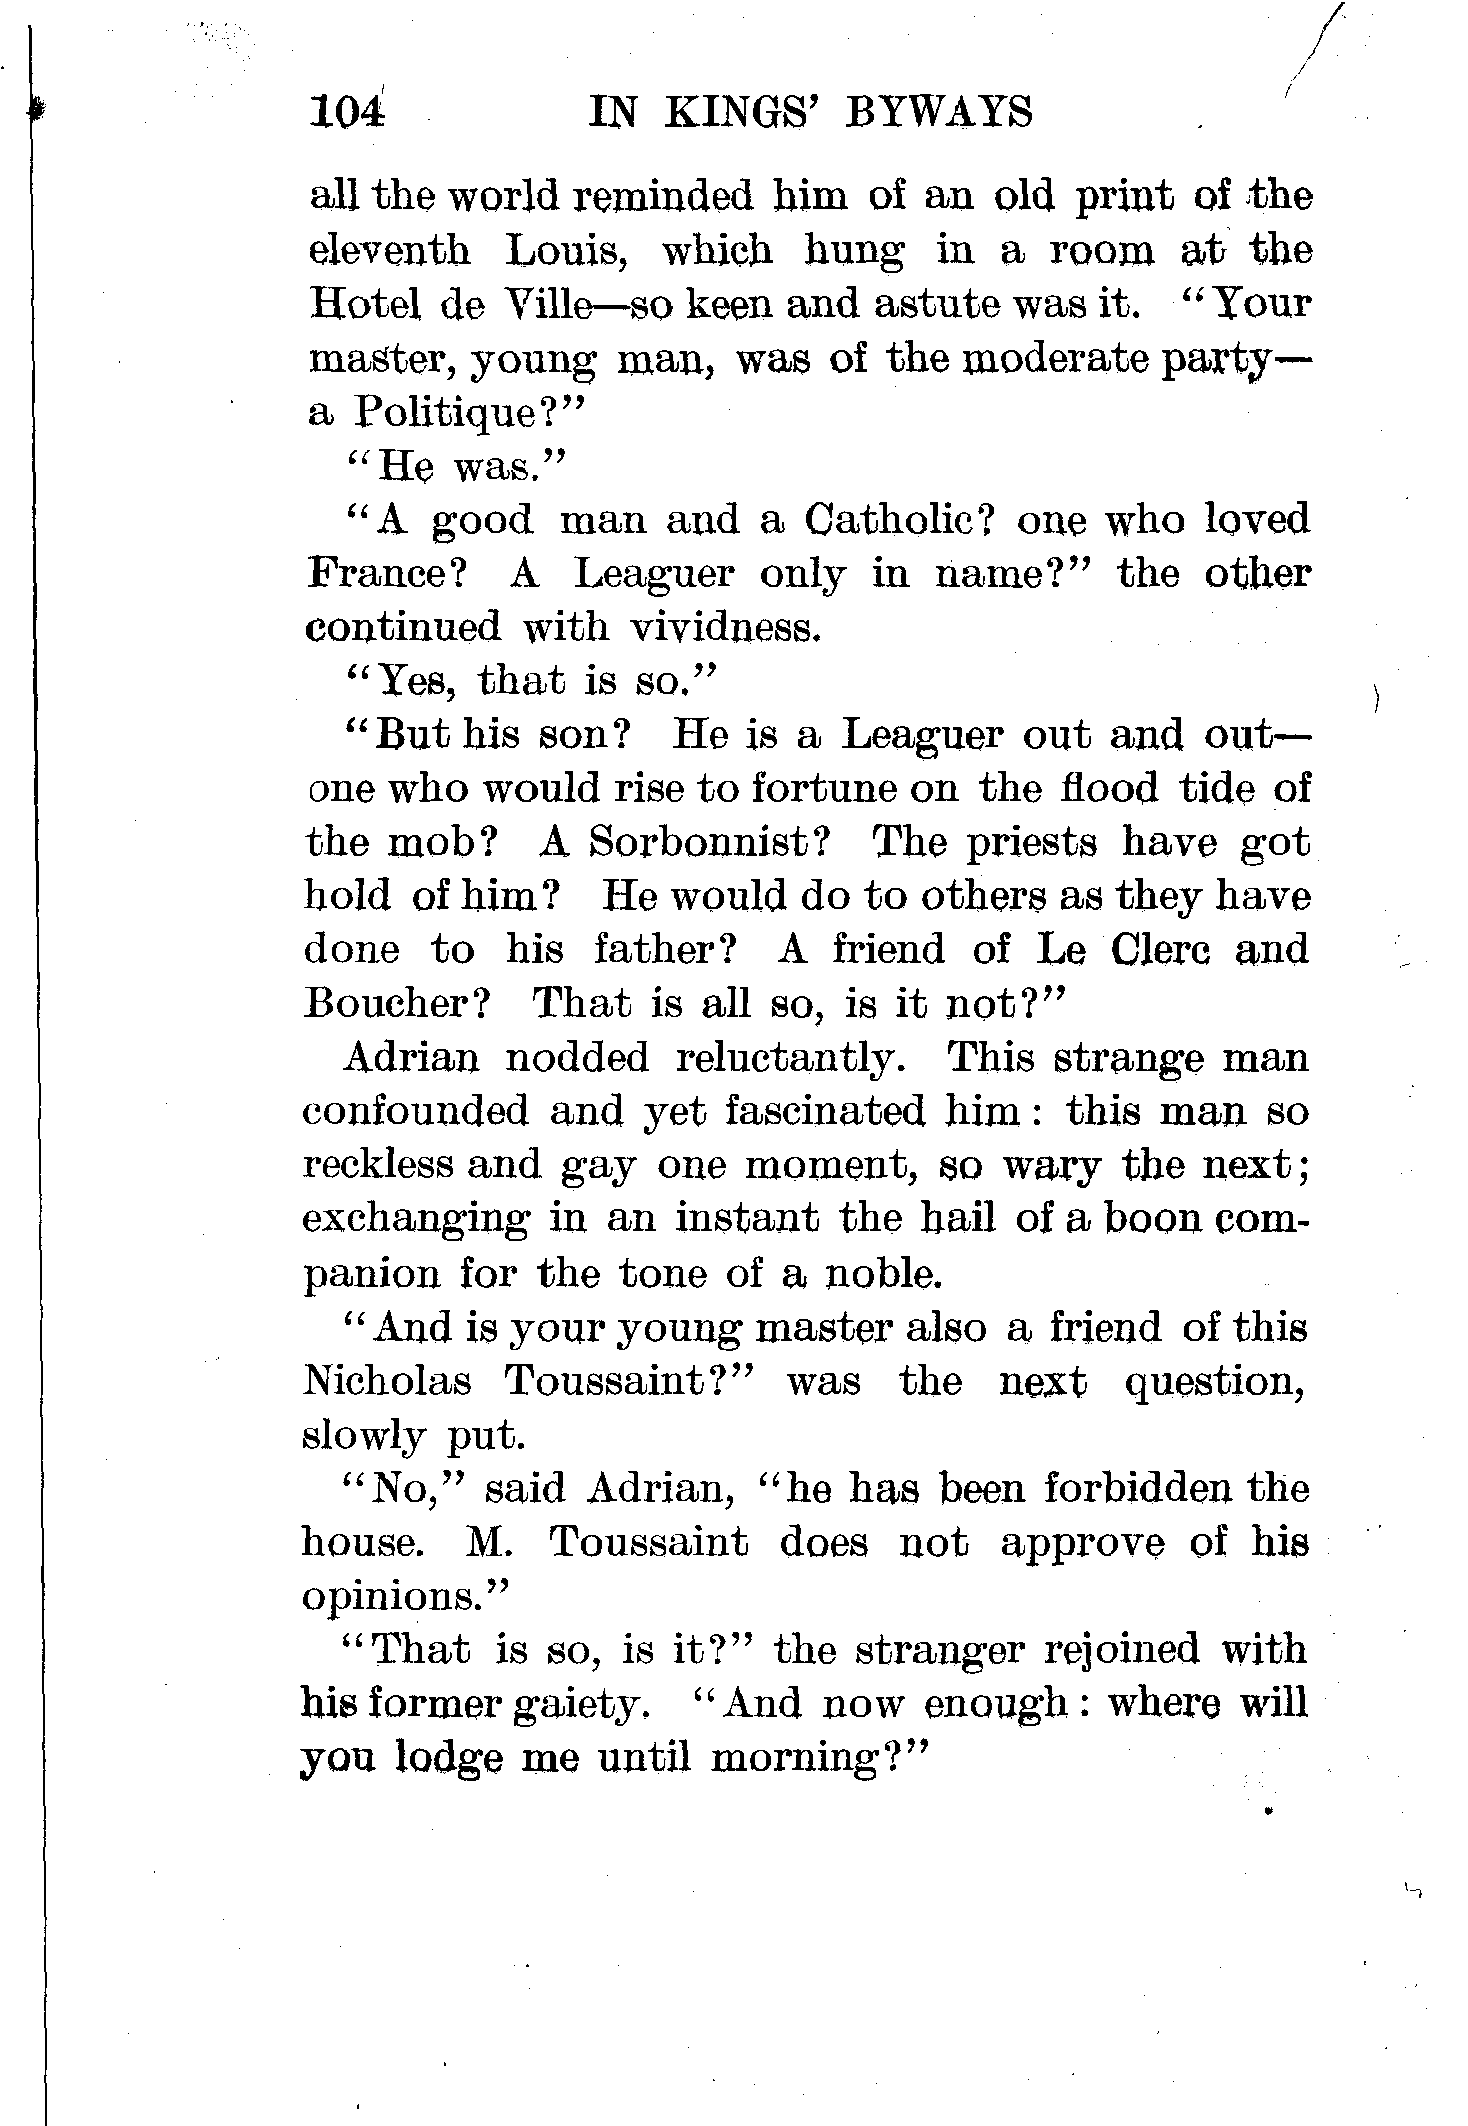 104 IN KINGS' BYWAYS
all the world reminded him of an old print of the
eleventh Louis, which hung in a room at the
Hotel de Ville—so keen and astute was it. "Your
master, young man, was of the moderate party—
a Politique?"
"He was."
"A good man and a Catholic? one who loved
France? A Leaguer only in name?" the other
continued with vividness.
"Yes, that is so."
"But his son? He is a Leaguer out and out—
one who would rise to fortune on the flood tide of
the mob? A Sorbonnist? The priests have got
hold of him? He would do to others as they have
done to his father? A friend of Le Clerc and
Boucher? That is all so, is it not?"
Adrian nodded reluctantly. This strange man
confounded and yet fascinated him: this man so
reckless and gay one moment, so wary the next;
exchanging in an instant the hail of a boon com-
panion for the tone of a noble.
"And is your young master also a friend of this
Nicholas Toussaint?" was the next question,
slowly put.
"No," said Adrian, "he has been forbidden the
house. M. Toussaint does not approve of his
opinions."
"That is so, is it?" the stranger rejoined with
his former gaiety. "And now enough: where will
you lodge me until morning?"